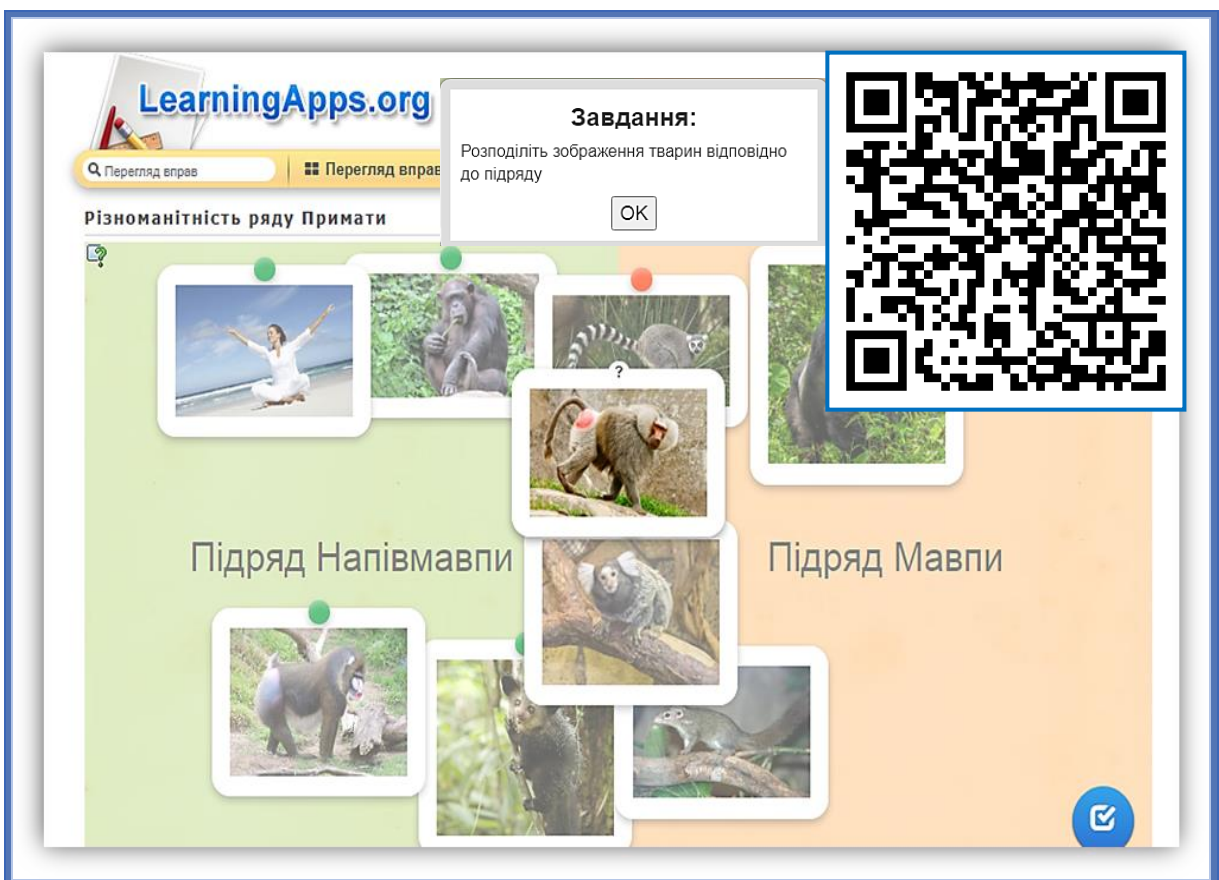 LearningApps.org
Завдання:
Розподіліть зображення тварин відповідно
до підряду
OK
Перегляд вправ
Перегляд вправ
Різноманітність ряду Примати
?
Підряд Напівмавпи
Підряд Мавпи